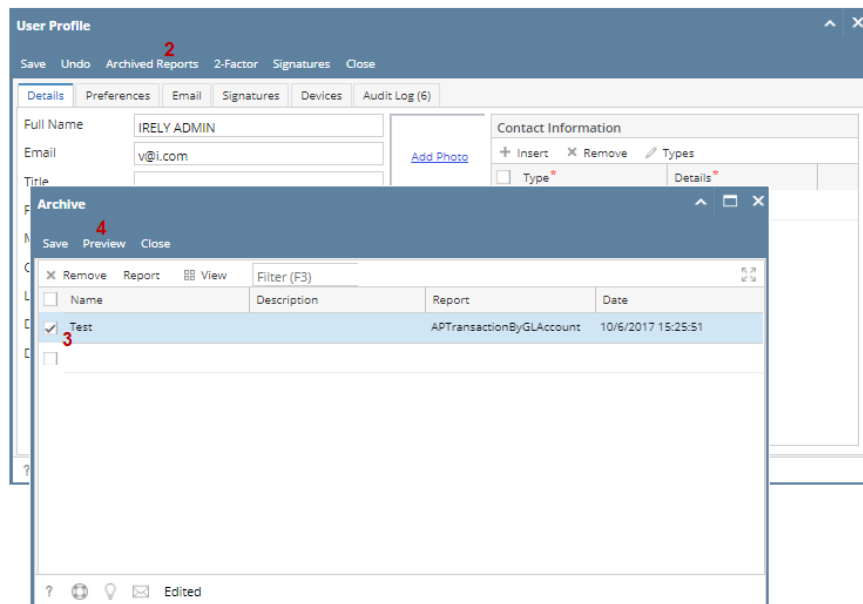 User Profile
2
Save Undo Archived Reports 2-Factor Signatures Close
Details Preferences Email Signatures Devices Audit Log (6)
Full Name IRELY ADMIN
Contact Information
Email v@i.com
Add Photo
Insert Remove Types
Title
Type* Details*
Archive
4
Save Preview Close
Remove Report View Filter (F3)
Name Description Report Date
Test APTransactionByGLAccount 10/6/2017 15:25:51
3
? Edited